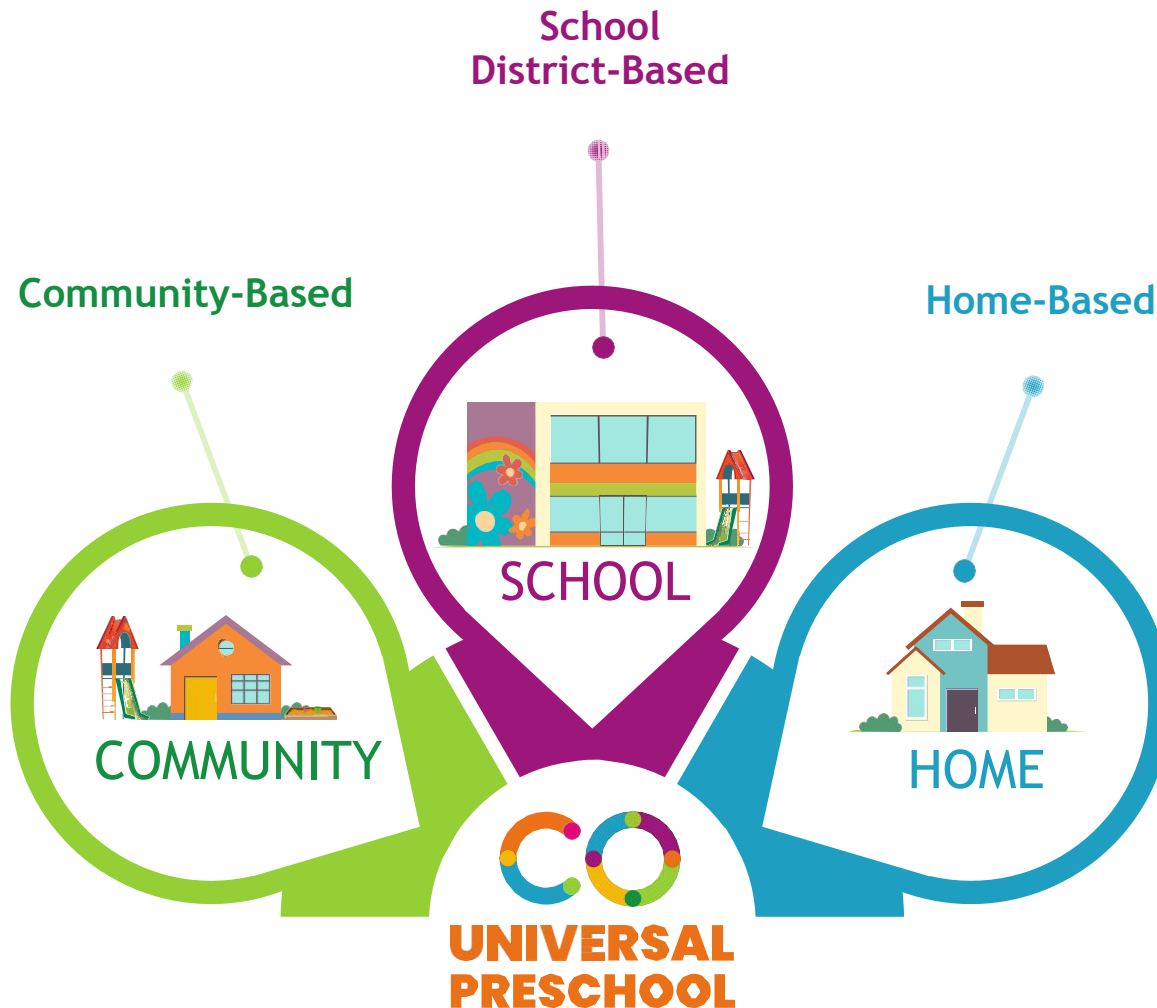 School
District-Based
Community-Based
Home-Based
SCHOOL
COMMUNITY
HOME
CO
UNIVERSAL
PRESCHOOL